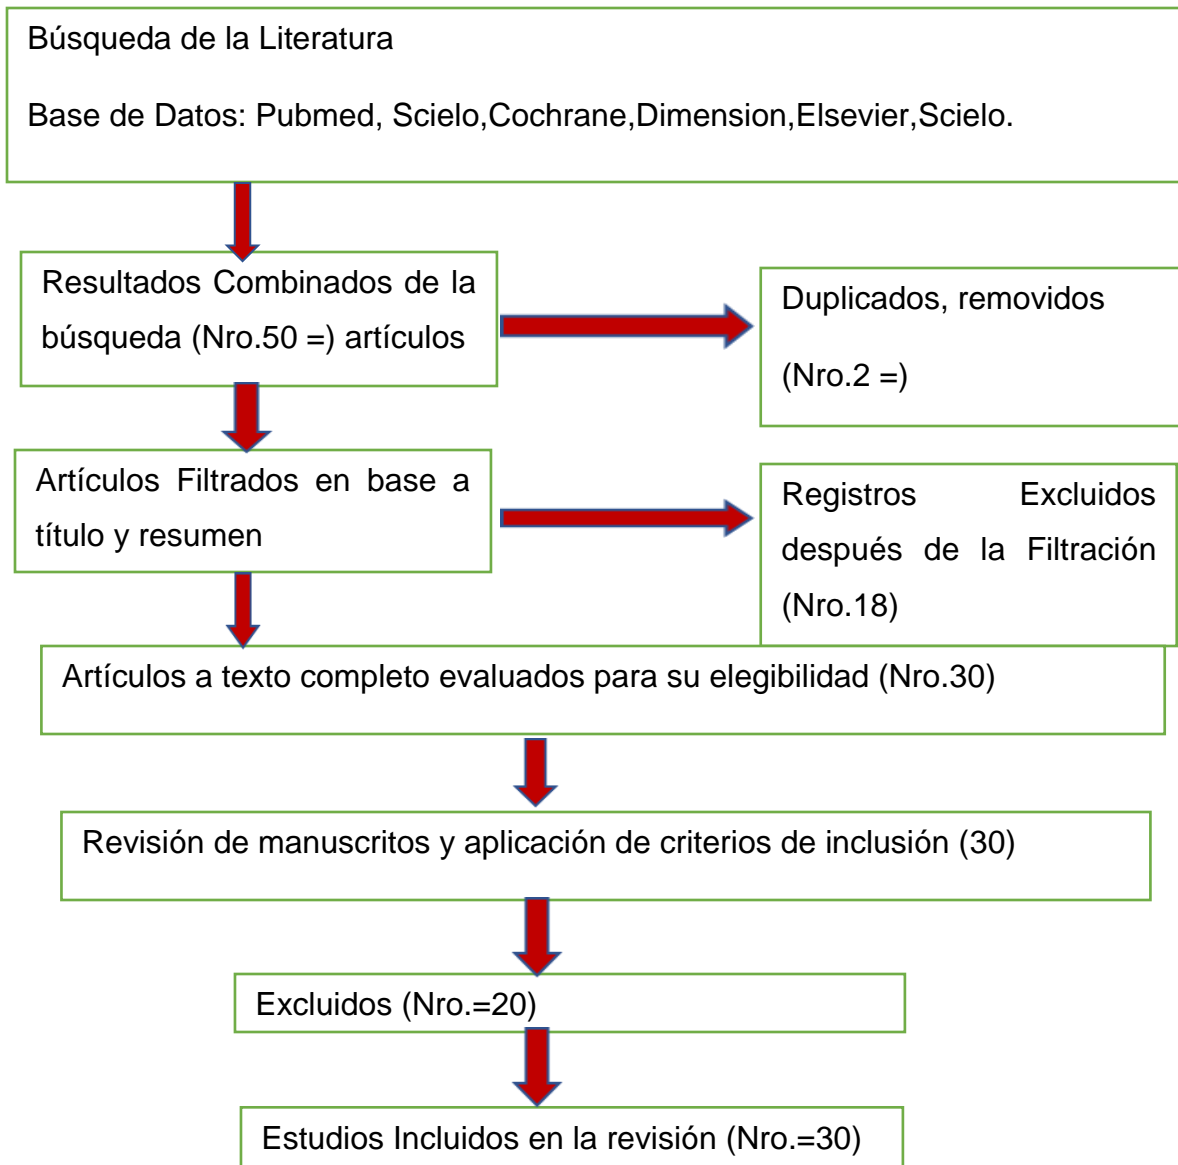 Búsqueda de la Literatura
Base de Datos: Pubmed, Scielo,Cochrane,Dimension,Elsevier,Scielo.
Resultados Combinados de la
búsqueda (Nro.50 =) artículos
Duplicados, removidos
(Nro.2 =)
Artículos Filtrados en base a
título y resumen
Registros Excluidos
después de la Filtración
(Nro.18)
Artículos a texto completo evaluados para su elegibilidad (Nro.30)
Revisión de manuscritos y aplicación de criterios de inclusión (30)
Excluidos (Nro.=20)
Estudios Incluidos en la revisión (Nro.=30)